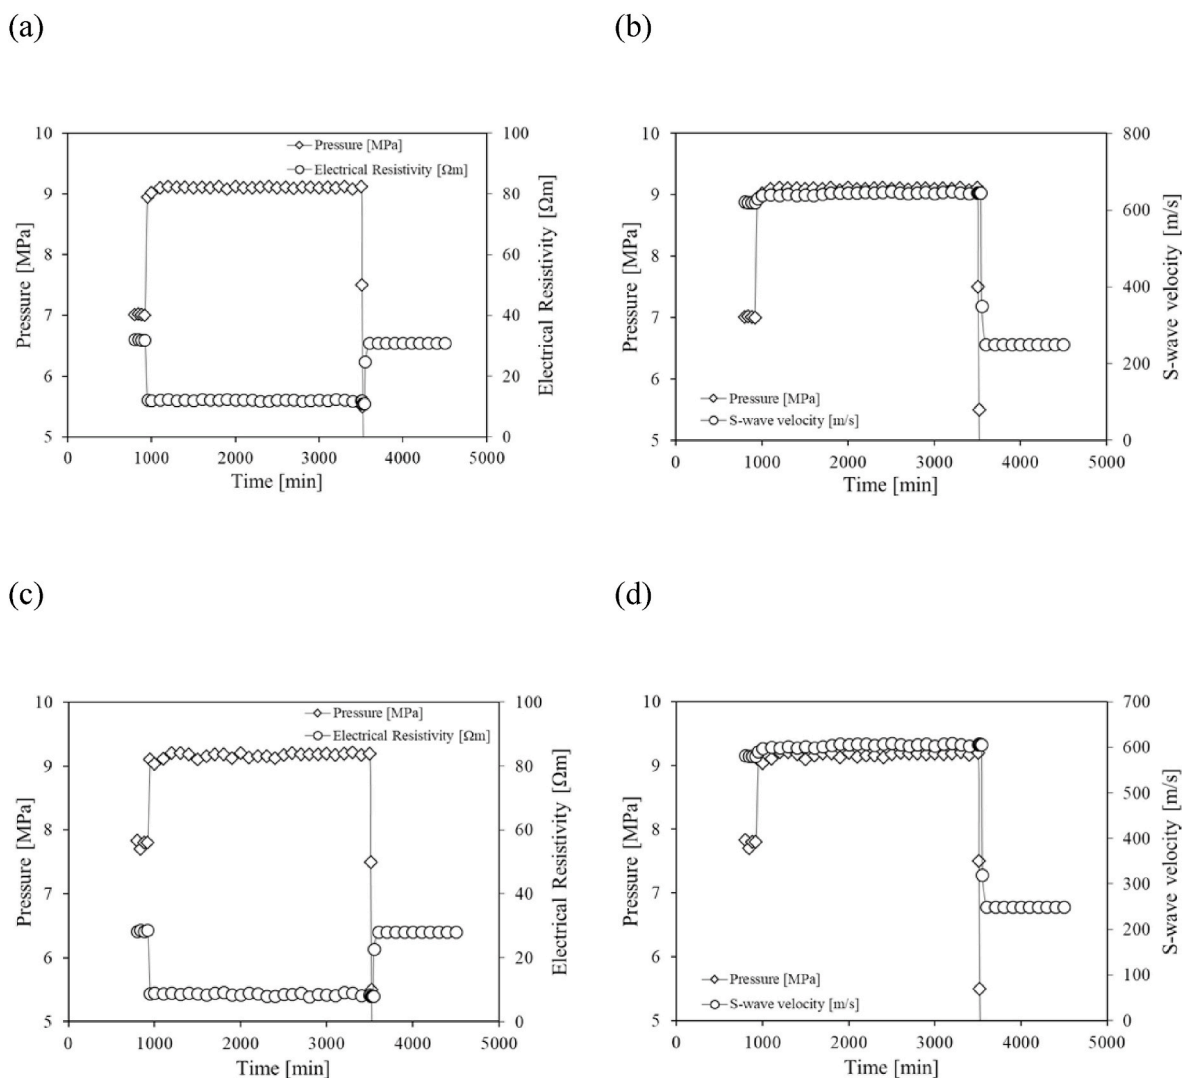 (a)
(b)
10
9
8
7
6
5
Pressure [MPa]
Pressure [MPa]
Electrical Resistivity [Ωm]
100
80
60
40
20
0
Electrical Resistivity [Ωm]
0 1000 2000 3000 4000 5000
Time [min]
10
9
8
7
6
5
Pressure [MPa]
Pressure [MPa]
S-wave velocity [m/s]
800
600
400
200
0
S-wave velocity [m/s]
0 1000 2000 3000 4000 5000
Time [min]
(c)
(d)
10
9
8
7
6
5
Pressure [MPa]
Pressure [MPa]
Electrical Resistivity [Ωm]
100
80
60
40
20
0
Electrical Resistivity [Ωm]
0 1000 2000 3000 4000 5000
Time [min]
10
9
8
7
6
5
Pressure [MPa]
Pressure [MPa]
S-wave velocity [m/s]
700
600
500
400
300
200
100
0
S-wave velocity [m/s]
0 1000 2000 3000 4000 5000
Time [min]